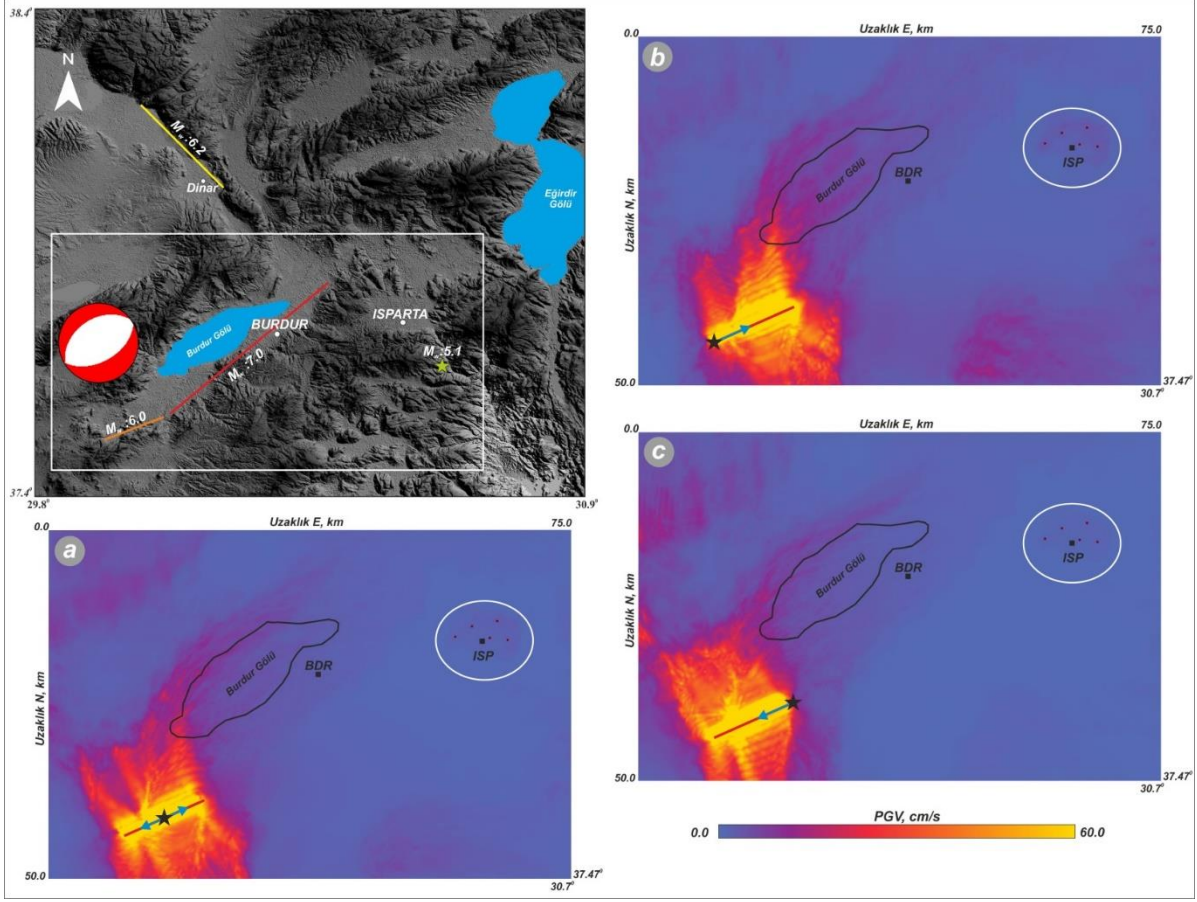 38.4°
N
Mw:6.2
Dinar
Eğirdir
Gölü
Burdur Gölü
BURDUR
ISPARTA
Mw:5.1
Mw:7.0
Mw:6.0
37.4°
29.8
30.9°
b
Uzaklık E, km
0.0
75.0
Uzaklık N, km
Burdur Gölü
BDR
ISP
50.0
37.47°
30.7°
a
Uzaklık E, km
0.0
75.0
Uzaklık N, km
Burdur Gölü
BDR
ISP
50.0
37.47°
30.7°
c
Uzaklık E, km
0.0
75.0
Uzaklık N, km
Burdur Gölü
BDR
ISP
50.0
37.47°
30.7°
PGV, cm/s
0.0
60.0